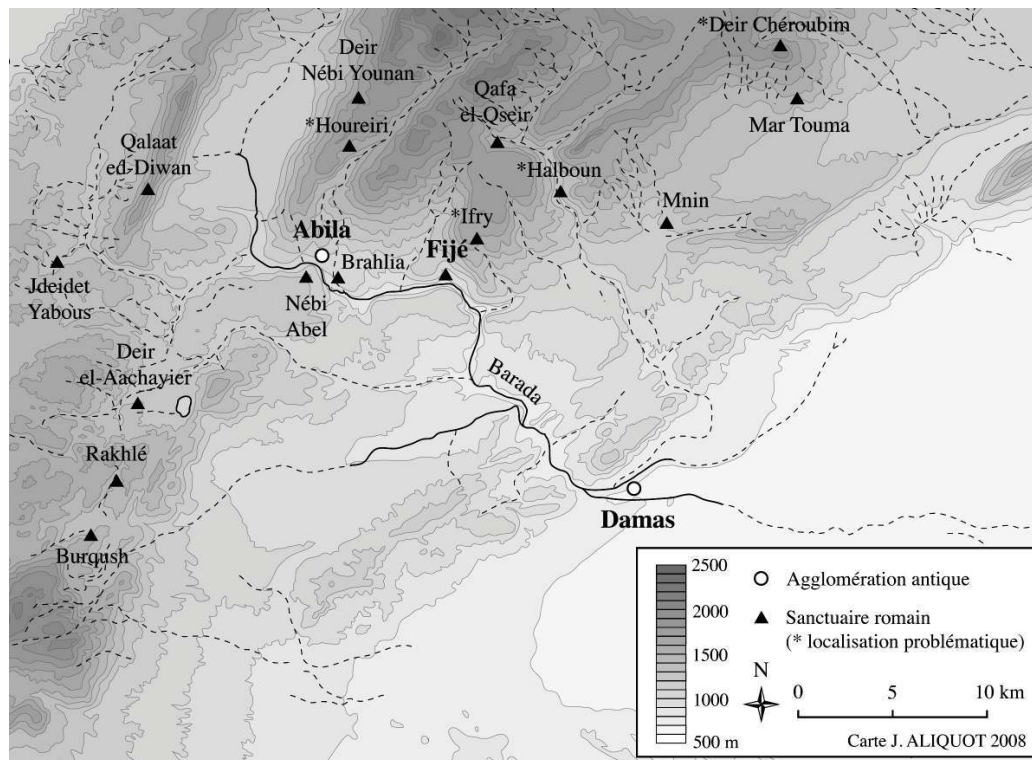 *Deir Chéroubim
Deir
Nébi Younan
Qafa
el-Qseir
Mar Touma
*Houreiri
Qalaat
ed-Diwan
*Halboun
Mnin
*Ifry
Abila
Fijé
Brahlia
Jdeidet
Yabous
Nébi
Abel
Deir
el-Aachayier
Barada
Rakhlé
Damas
Burqush
2500
2000
1500
1000
500 m
Agglomération antique
Sanctuaire romain
(* localisation problématique)
N
0 5 10 km
Carte J. ALIQUOT 2008